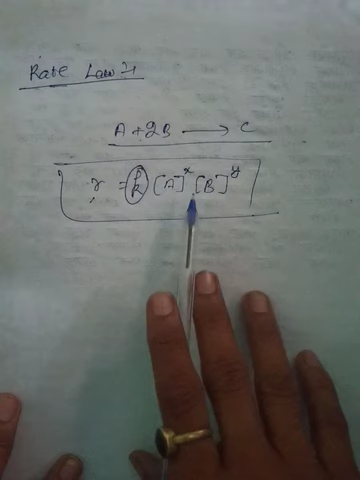 Rate Law :-
A + 2B ⟶ C
r = k [A]^x [B]^y